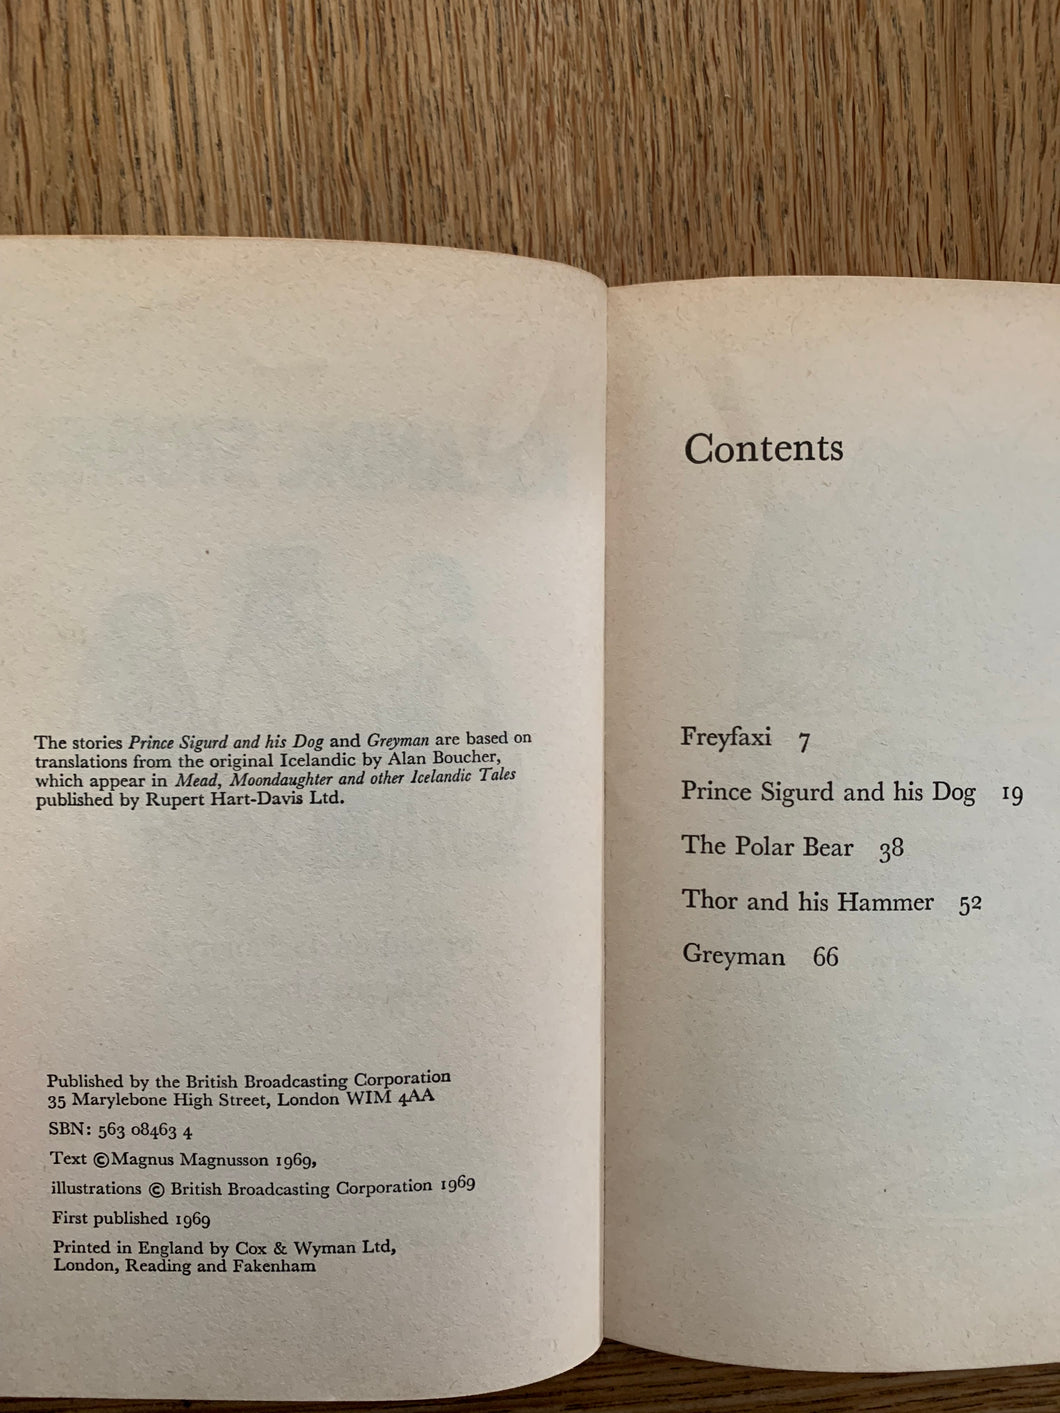 The stories Prince Sigurd and his Dog and Greyman are based on
translations from the original Icelandic by Alan Boucher,
which appear in Mead, Moondaughter and other Icelandic Tales
published by Rupert Hart-Davis Ltd.
Published by the British Broadcasting Corporation
35 Marylebone High Street, London WIM 4AA
SBN: 563 08463 4
Text ©Magnus Magnusson 1969,
illustrations © British Broadcasting Corporation 1969
First published 1969
Printed in England by Cox & Wyman Ltd,
London, Reading and Fakenham
Contents
Freyfaxi 7
Prince Sigurd and his Dog 19
The Polar Bear 38
Thor and his Hammer 52
Greyman 66